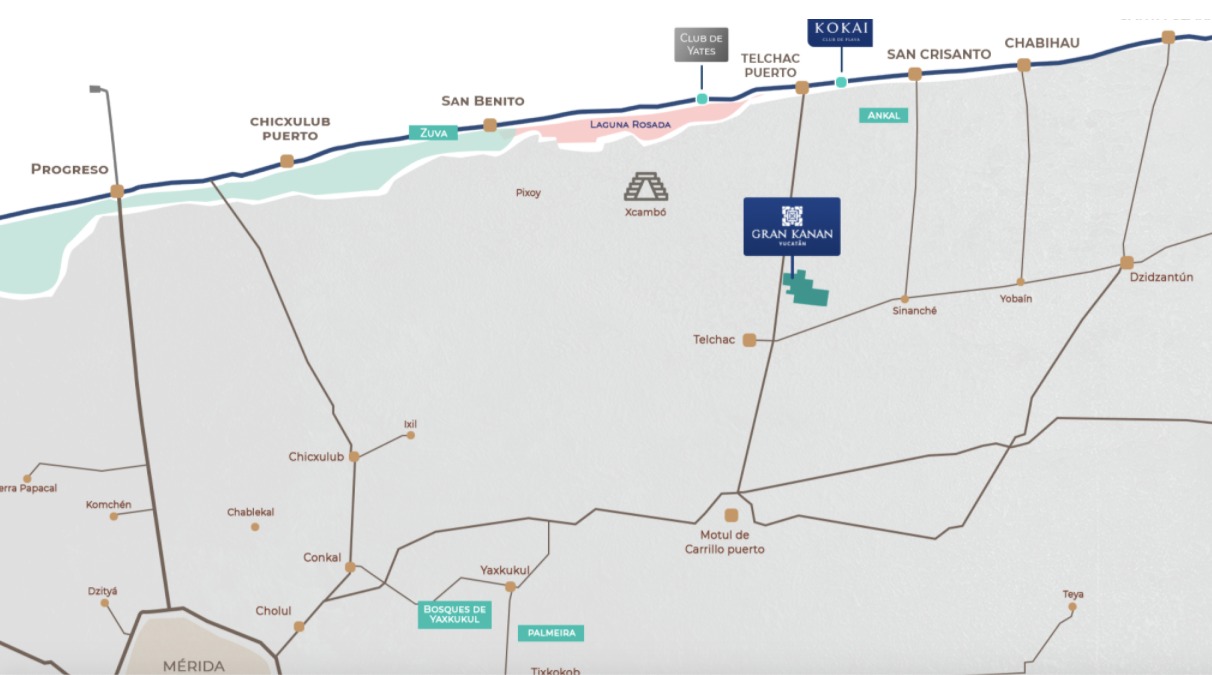 KOKAI
CLUB DE PLAYA
CLUB DE
YATES
TELCHAC
PUERTO
SAN CRISANTO
CHABIHAU
SAN BENITO
CHICXULUB
PUERTO
ZUVA
LAGUNA ROSADA
ANKAL
PROGRESO
Pixoy
Xcambó
GRAN KANAN
YUCATÁN
Dzidzantún
Yobaín
Sinanché
Telchac
Ixil
Chicxulub
erra Papacal
Komchén
Chablekal
Motul de
Carrillo puerto
Conkal
Yaxkukul
Dzityá
Cholul
BOSQUES DE
YAXKUKUL
PALMEIRA
Teya
MÉRIDA
Tixkokob